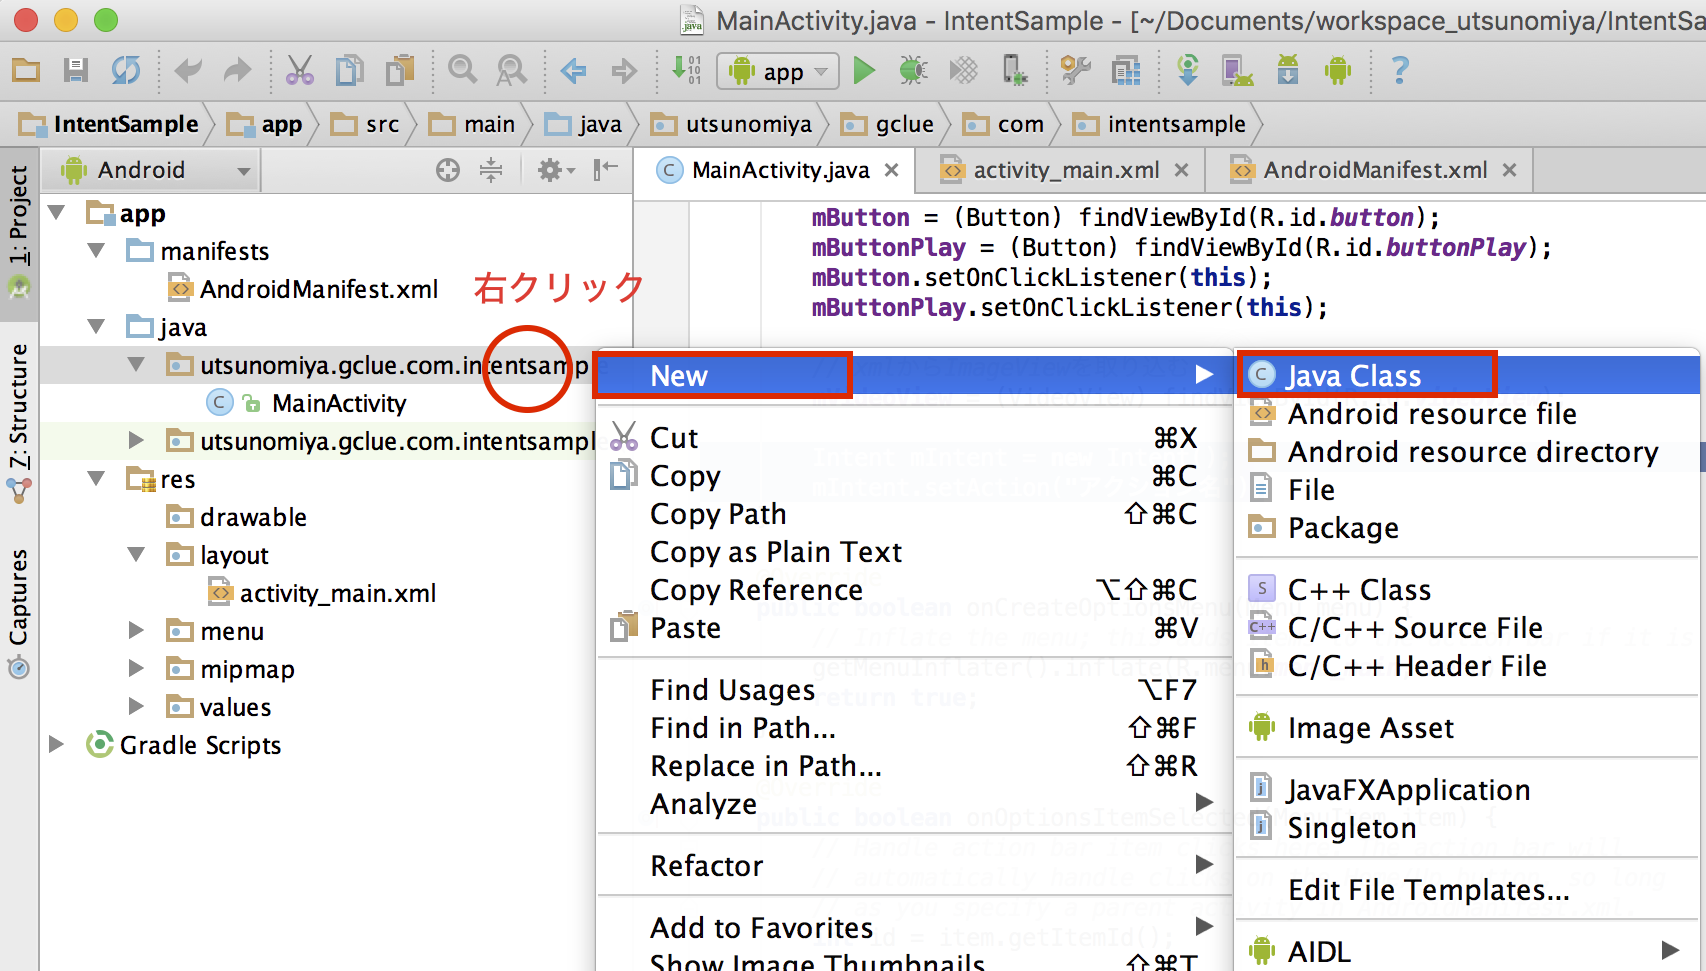 MainActivity.java - IntentSample - [~/Documents/workspace_utsunomiya/IntentSa
app
?
IntentSample
app
src
main
java
utsunomiya
gclue
com
intentsample
1: Project
Z: Structure
Captures
Android
app
manifests
AndroidManifest.xml
右クリック
java
utsunomiya.gclue.com.intentsamp
MainActivity
utsunomiya.gclue.com.intentsampl
res
drawable
layout
activity_main.xml
menu
mipmap
values
Gradle Scripts
MainActivity.java
activity_main.xml
AndroidManifest.xml
mButton = (Button) findViewById(R.id.button);
mButtonPlay = (Button) findViewById(R.id.buttonPlay);
mButton.setOnClickListener(this);
mButtonPlay.setOnClickListener(this);
New
Cut ⌘X
Copy ⌘C
Copy Path ⇧⌘C
Copy as Plain Text
Copy Reference ⌥⇧⌘C
Paste ⌘V
Find Usages ⌥F7
Find in Path... ⇧⌘F
Replace in Path... ⇧⌘R
Analyze
Refactor
Add to Favorites
Show Image Thumbnails ⇧⌘T
Java Class
Android resource file
Android resource directory
File
Package
C++ Class
C/C++ Source File
C/C++ Header File
Image Asset
JavaFXApplication
Singleton
Edit File Templates...
AIDL